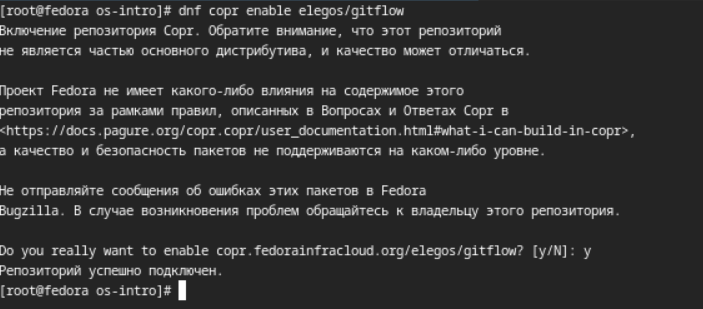 [root@fedora os-intro]# dnf copr enable elegos/gitflow
Включение репозитория Copr. Обратите внимание, что этот репозиторий
не является частью основного дистрибутива, и качество может отличаться.
Проект Fedora не имеет какого-либо влияния на содержимое этого
репозитория за рамками правил, описанных в Вопросах и Ответах Copr в
<https://docs.pagure.org/copr.copr/user_documentation.html#what-i-can-build-in-copr>,
а качество и безопасность пакетов не поддерживаются на каком-либо уровне.
Не отправляйте сообщения об ошибках этих пакетов в Fedora
Bugzilla. В случае возникновения проблем обращайтесь к владельцу этого репозитория.
Do you really want to enable copr.fedorainfracloud.org/elegos/gitflow? [y/N]: y
Репозиторий успешно подключен.
[root@fedora os-intro]#